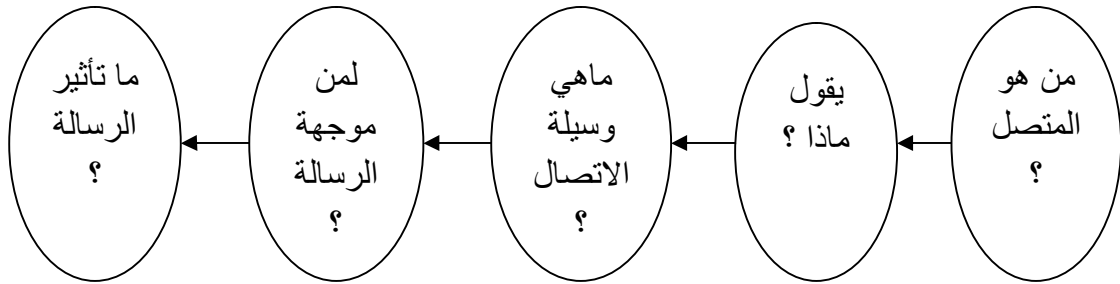 من هو
المتصل
؟
يقول
ماذا ؟
ماهي
وسيلة
الاتصال
؟
لمن
موجهة
الرسالة
؟
ما تأثير
الرسالة
؟